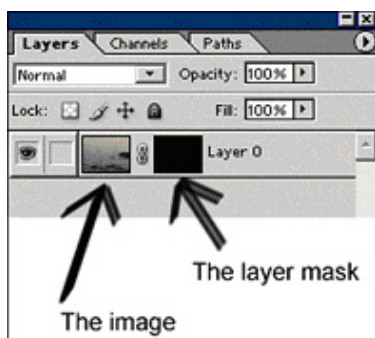 Layers Channels Paths
Normal Opacity: 100%
Lock: Fill: 100%
Layer 0
The layer mask
The image